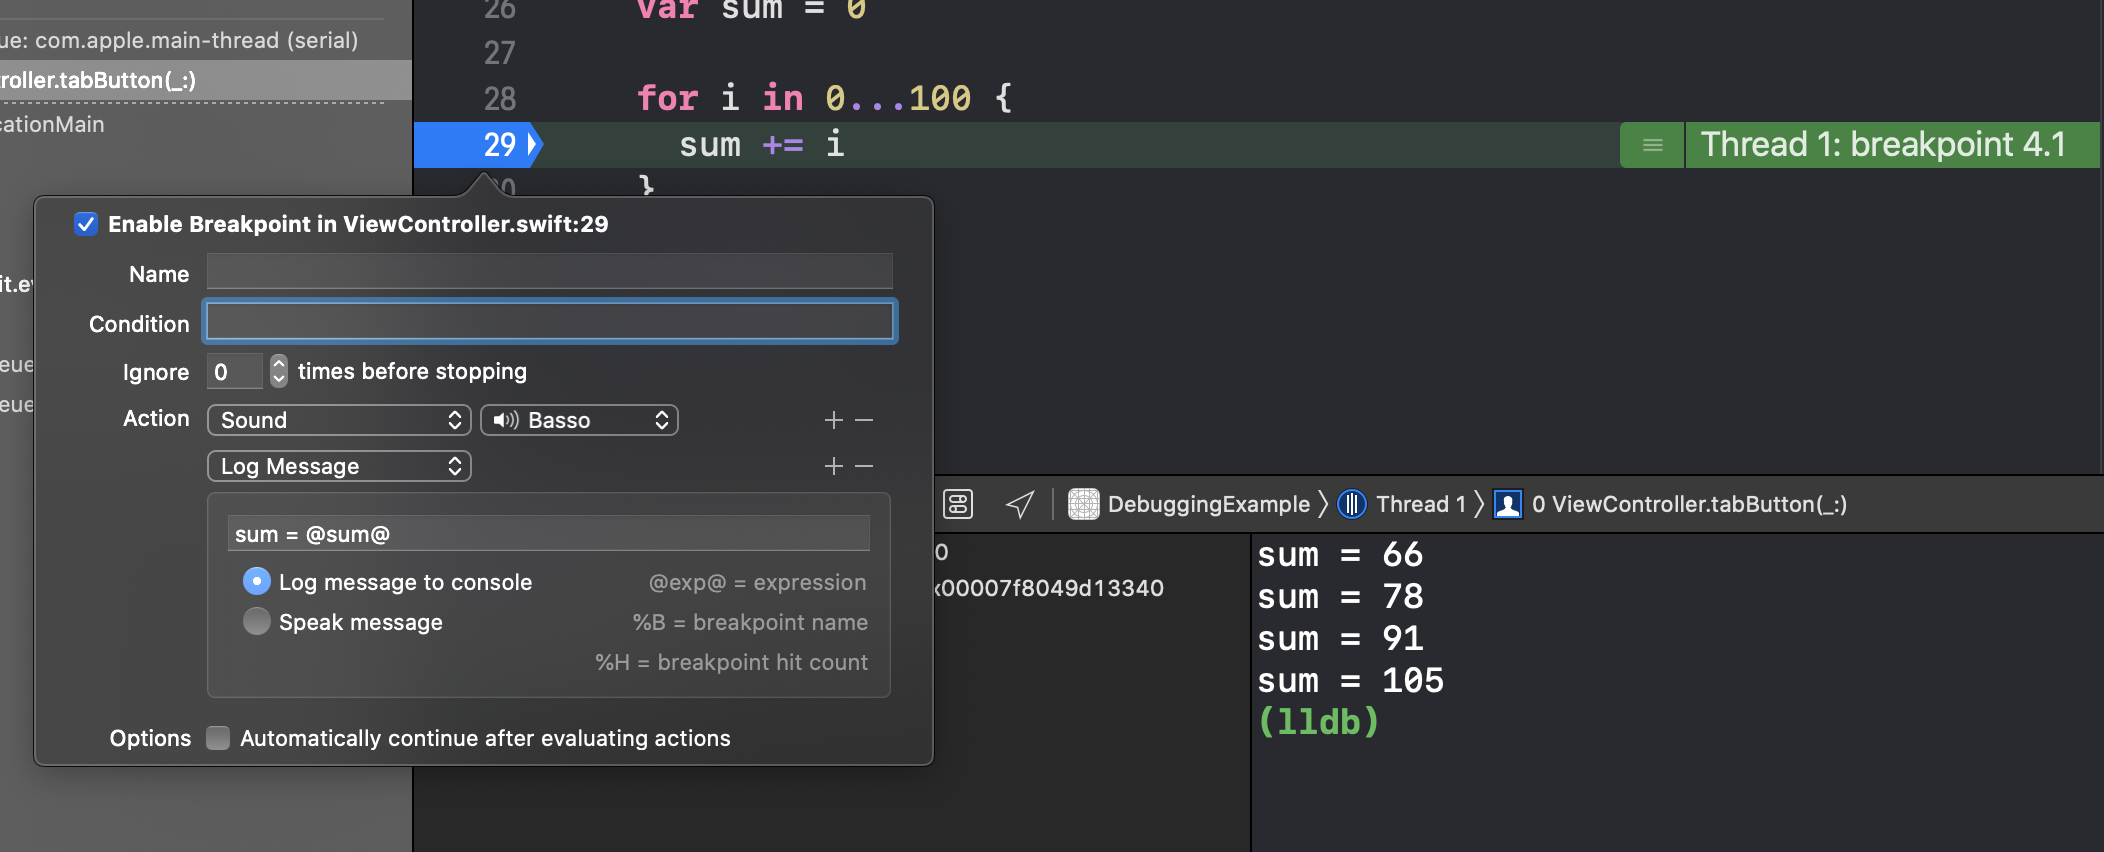 26 var sum = 0
ue: com.apple.main-thread (serial)
27
roller.tabButton(_:)
28 for i in 0...100 {
cationMain
29 sum += i
Thread 1: breakpoint 4.1
30 }
Enable Breakpoint in ViewController.swift:29
Name
it.ev
Condition
Ignore 0 times before stopping
eue
Action Sound Basso
eue
Log Message
sum = @sum@
Log message to console @exp@ = expression
Speak message %B = breakpoint name
%H = breakpoint hit count
Options Automatically continue after evaluating actions
DebuggingExample Thread 1 0 ViewController.tabButton(_:)
0
x00007f8049d13340
sum = 66
sum = 78
sum = 91
sum = 105
(lldb)